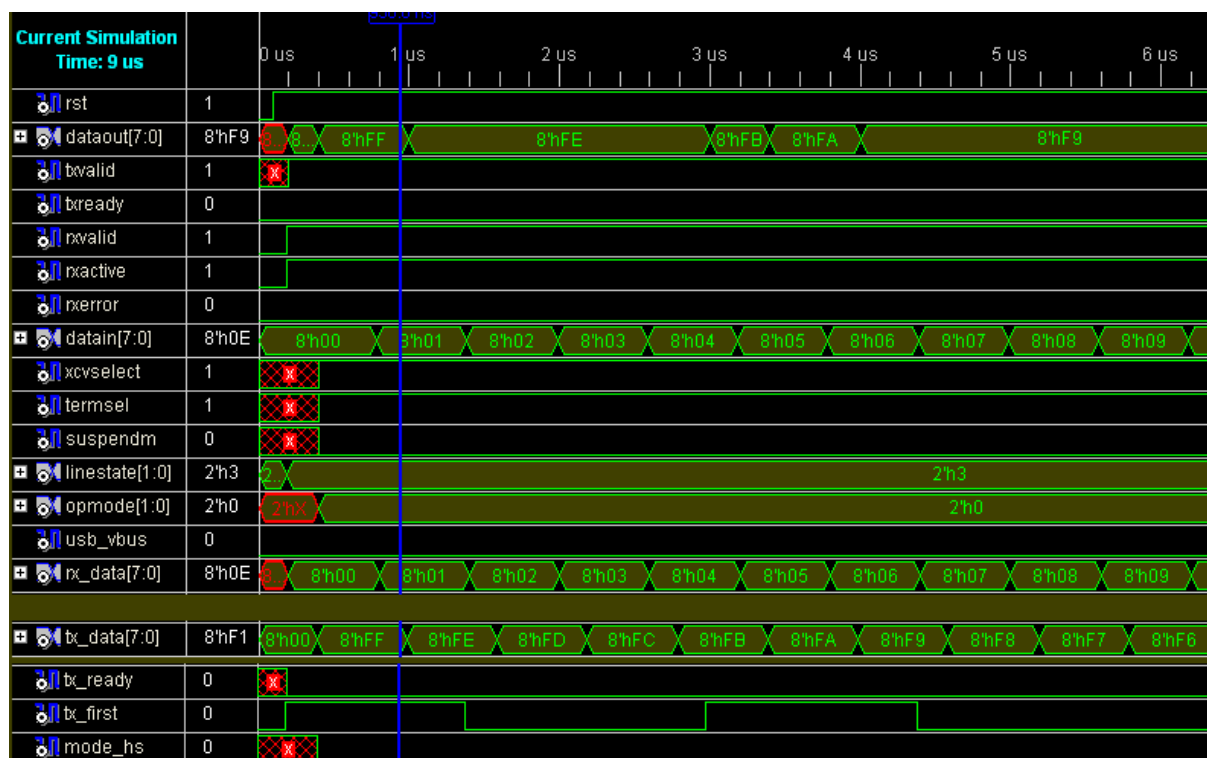 Current Simulation
Time: 9 us
0 us 1 us 2 us 3 us 4 us 5 us 6 us
rst 1
dataout[7:0] 8'hF9 8... 8'hFF 8'hFE 8'hFB 8'hFA 8'hF9
txvalid 1 X
txready 0
rxvalid 1
rxactive 1
rxerror 0
datain[7:0] 8'h0E 8'h00 8'h01 8'h02 8'h03 8'h04 8'h05 8'h06 8'h07 8'h08 8'h09
xcvselect 1 X
termsel 1 X
suspendm 0 X
linestate[1:0] 2'h3 2... 2'h3
opmode[1:0] 2'h0 2'hX 2'h0
usb_vbus 0
rx_data[7:0] 8'h0E 8... 8'h00 8'h01 8'h02 8'h03 8'h04 8'h05 8'h06 8'h07 8'h08 8'h09
tx_data[7:0] 8'hF1 8'h00 8'hFF 8'hFE 8'hFD 8'hFC 8'hFB 8'hFA 8'hF9 8'hF8 8'hF7 8'hF6
tx_ready 0 X
tx_first 0
mode_hs 0 X